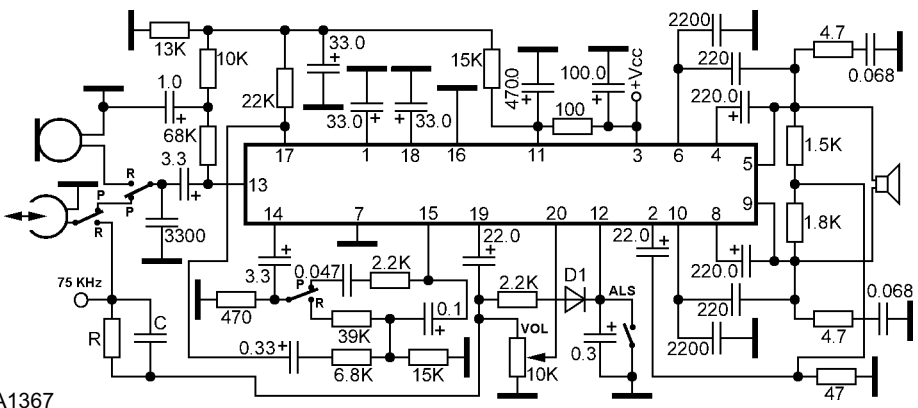 2200
4.7
13K
10K
33.0
15K
4700
100.0
+Vcc
220
0.068
1.0
22K
33.0
33.0
100
220.0
68K
1.5K
3.3
17
1
18
16
11
3
6
4
5
R
13
P
P
9
R
1.8K
3300
14
7
15
19
20
12
2
10
8
22.0
22.0
3.3
0.047
2.2K
220.0
75 KHz
P
2.2K
D1
ALS
220
0.068
470
R
0.1
R
C
39K
VOL
4.7
0.33
0.3
2200
6.8K
15K
10K
47
A1367